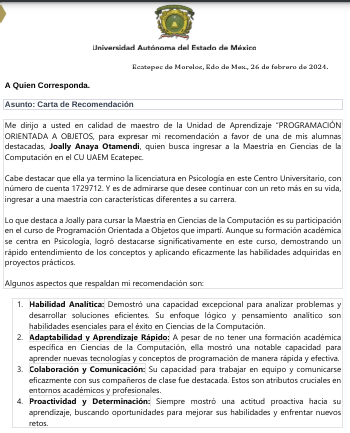 Universidad Autónoma del Estado de México
Ecatepec de Morelos, Edo de Mex., 26 de febrero de 2024.
A Quien Corresponda.
Asunto: Carta de Recomendación
Me dirijo a usted en calidad de maestro de la Unidad de Aprendizaje "PROGRAMACIÓN
ORIENTADA A OBJETOS, para expresar mi recomendación a favor de una de mis alumnas
destacadas, Joally Anaya Otamendi, quien busca ingresar a la Maestría en Ciencias de la
Computación en el CU UAEM Ecatepec.
Cabe destacar que ella ya termino la licenciatura en Psicología en este Centro Universitario, con
número de cuenta 1729712. Y es de admirarse que desee continuar con un reto más en su vida,
ingresar a una maestría con características diferentes a su carrera.
Lo que destaca a Joally para cursar la Maestría en Ciencias de la Computación es su participación
en el curso de Programación Orientada a Objetos que impartí. Aunque su formación académica
se centra en Psicología, logró destacarse significativamente en este curso, demostrando un
rápido entendimiento de los conceptos y aplicando eficazmente las habilidades adquiridas en
proyectos prácticos.
Algunos aspectos que respaldan mi recomendación son:
1. Habilidad Analítica: Demostró una capacidad excepcional para analizar problemas y
desarrollar soluciones eficientes. Su enfoque lógico y pensamiento analítico son
habilidades esenciales para el éxito en Ciencias de la Computación.
2. Adaptabilidad y Aprendizaje Rápido: A pesar de no tener una formación académica
específica en Ciencias de la Computación, ella mostró una notable capacidad para
aprender nuevas tecnologías y conceptos de programación de manera rápida y efectiva.
3. Colaboración y Comunicación: Su capacidad para trabajar en equipo y comunicarse
eficazmente con sus compañeros de clase fue destacada. Estos son atributos cruciales en
entornos académicos y profesionales.
4. Proactividad y Determinación: Siempre mostró una actitud proactiva hacia su
aprendizaje, buscando oportunidades para mejorar sus habilidades y enfrentar nuevos
retos.